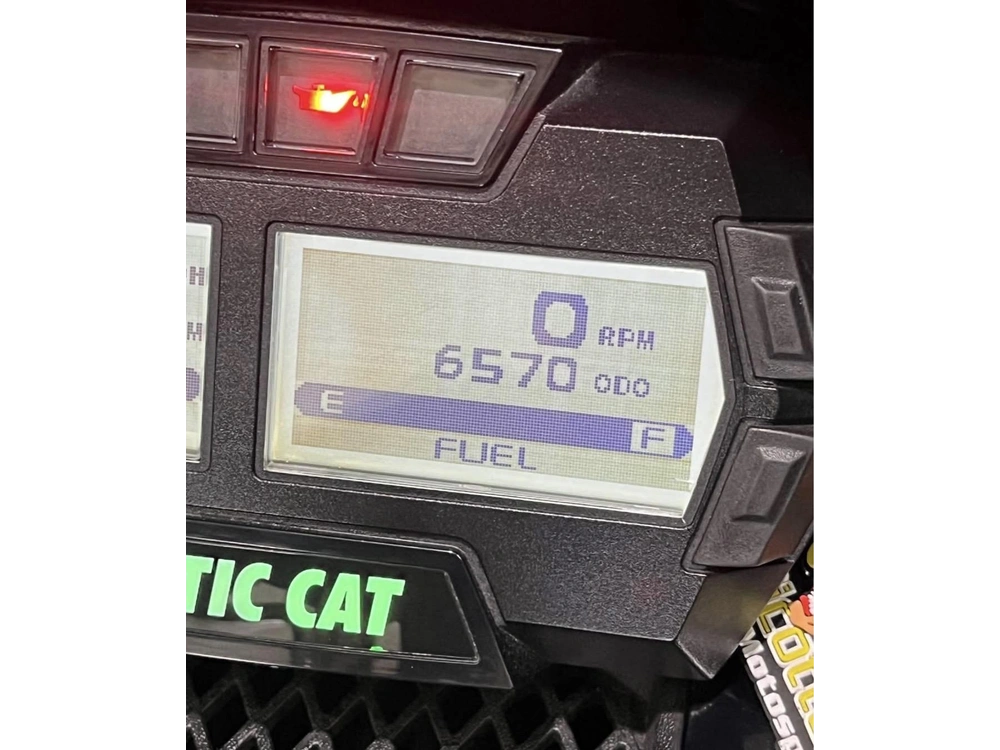 H
H
0 RPM
6570 ODO
E F
FUEL
TIC CAT